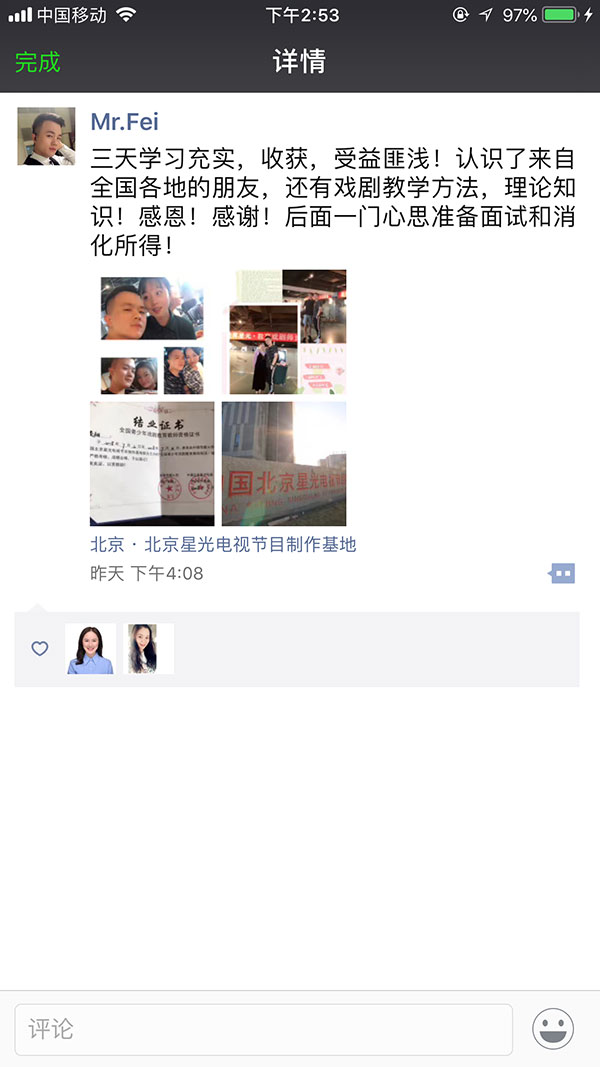 中国移动
下午2:53
97%
完成
详情
Mr.Fei
三天学习充实，收获，受益匪浅！认识了来自
全国各地的朋友，还有戏剧教学方法，理论知
识！感恩！感谢！后面一门心思准备面试和消
化所得！
结业证书
国北京星光电视
北京·北京星光电视节目制作基地
昨天 下午4:08
评论